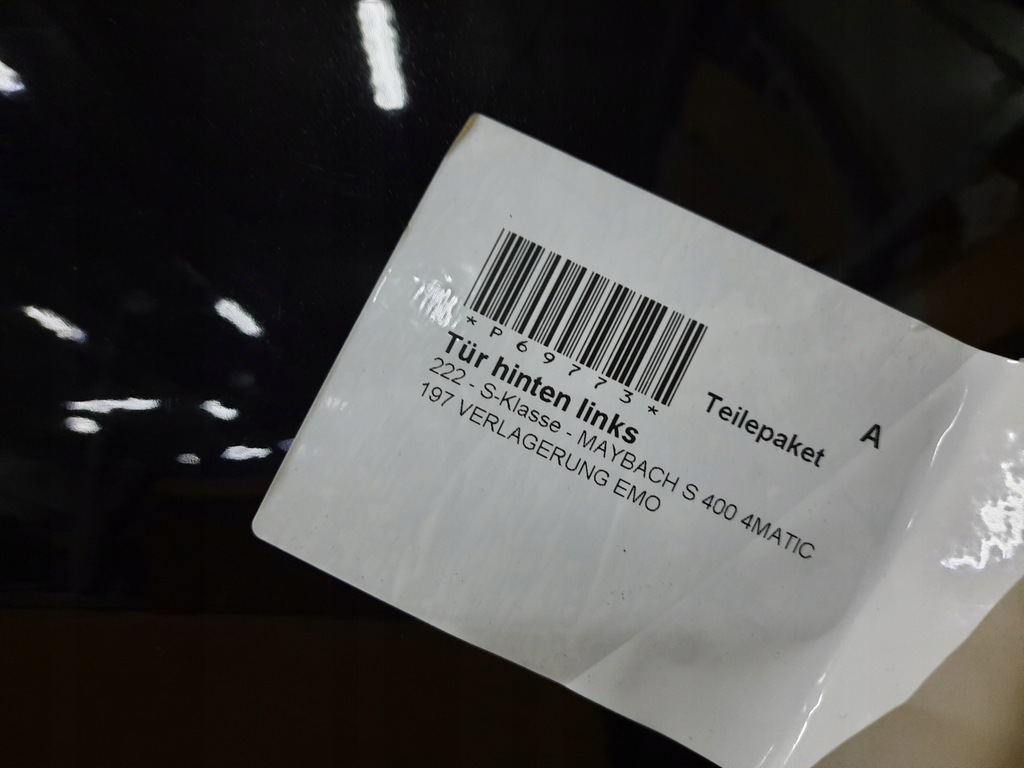 *P69773*
Tür hinten links
Teilepaket A
222 - S-Klasse - MAYBACH S 400 4MATIC
197 VERLAGERUNG EMO